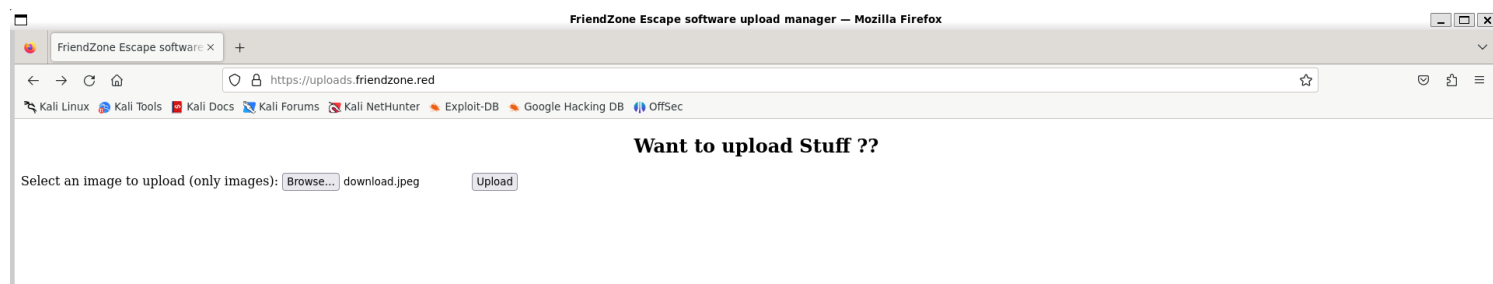 FriendZone Escape software upload manager — Mozilla Firefox
FriendZone Escape software
https://uploads.friendzone.red
Kali Linux Kali Tools Kali Docs Kali Forums Kali NetHunter Exploit-DB Google Hacking DB OffSec
Want to upload Stuff ??
Select an image to upload (only images): Browse... download.jpeg Upload